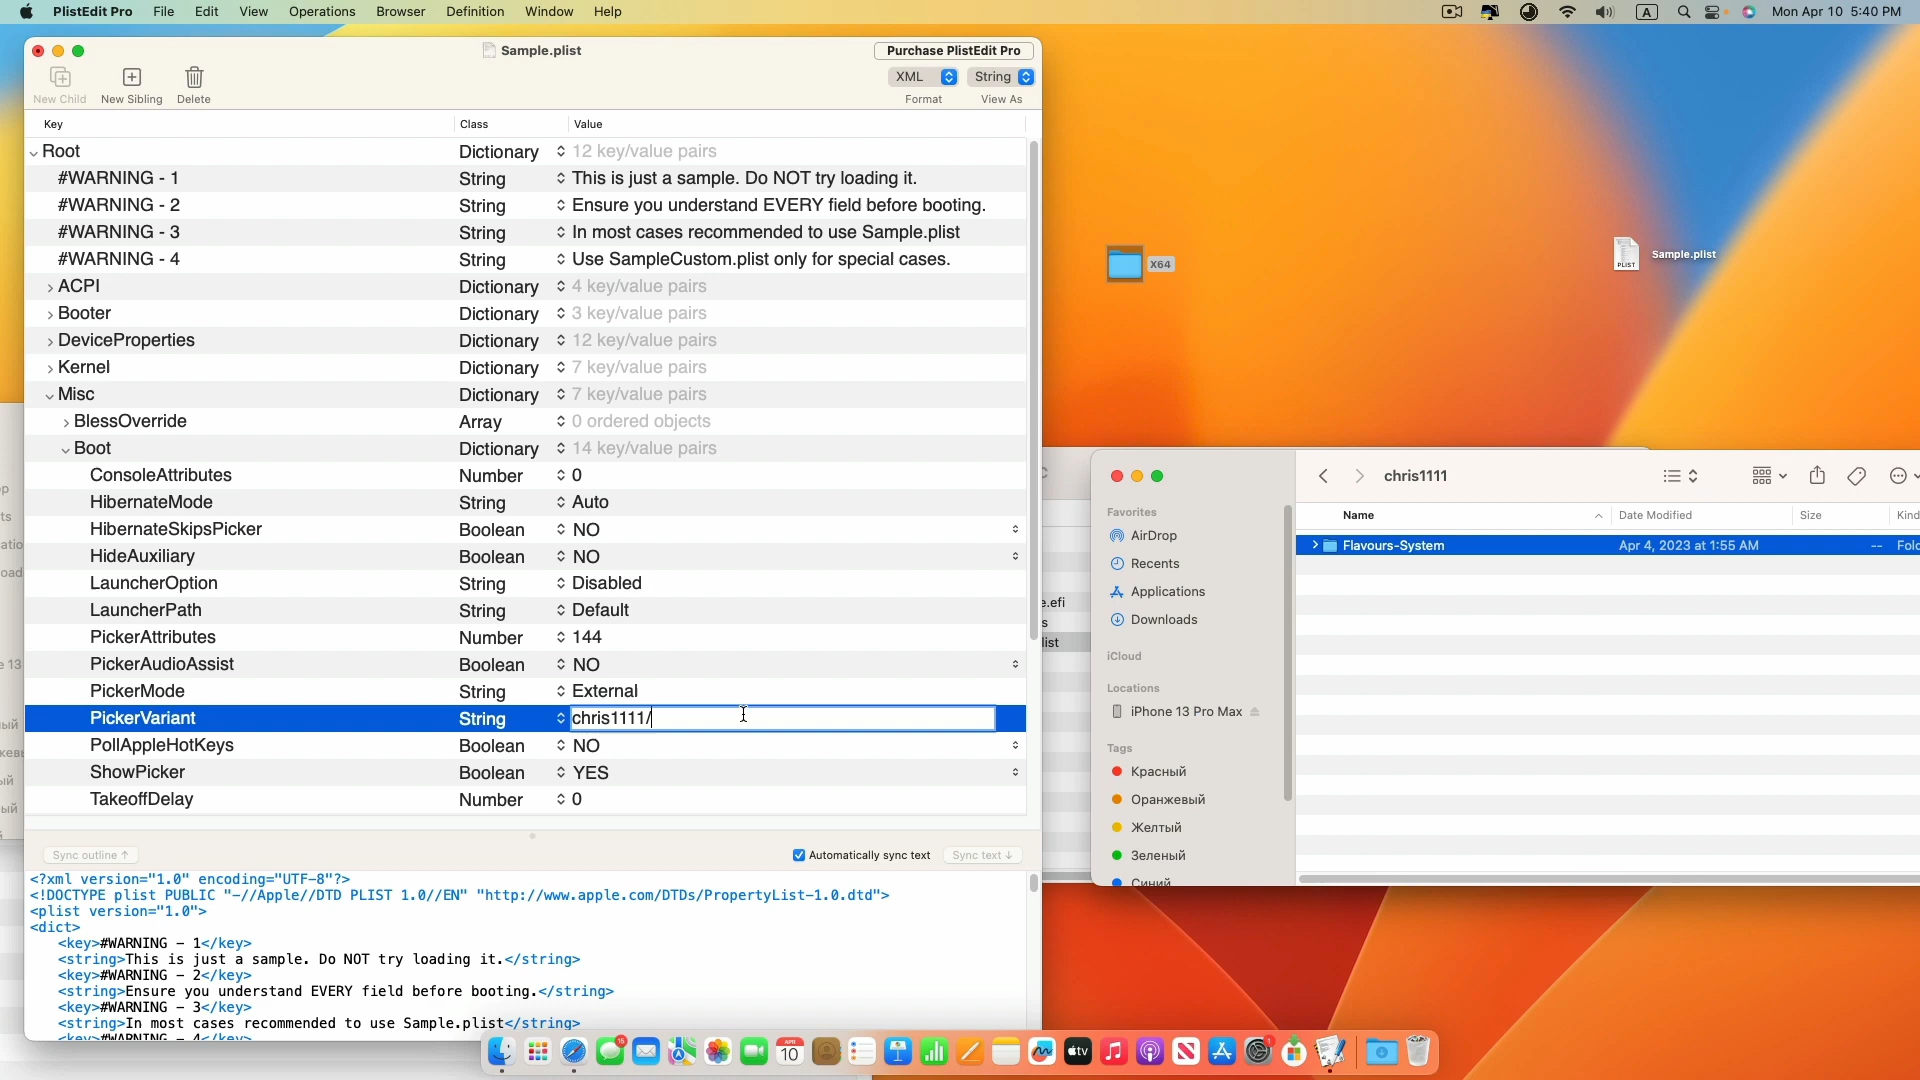 PlistEdit Pro File Edit View Operations Browser Definition Window Help
A Mon Apr 10 5:40 PM
Sample.plist
Purchase PlistEdit Pro
New Child New Sibling Delete
XML String
Format View As
Key Class Value
Root Dictionary 12 key/value pairs
#WARNING - 1 String This is just a sample. Do NOT try loading it.
#WARNING - 2 String Ensure you understand EVERY field before booting.
#WARNING - 3 String In most cases recommended to use Sample.plist
#WARNING - 4 String Use SampleCustom.plist only for special cases.
ACPI Dictionary 4 key/value pairs
Booter Dictionary 3 key/value pairs
DeviceProperties Dictionary 12 key/value pairs
Kernel Dictionary 7 key/value pairs
Misc Dictionary 7 key/value pairs
BlessOverride Array 0 ordered objects
Boot Dictionary 14 key/value pairs
ConsoleAttributes Number 0
HibernateMode String Auto
HibernateSkipsPicker Boolean NO
HideAuxiliary Boolean NO
LauncherOption String Disabled
LauncherPath String Default
PickerAttributes Number 144
PickerAudioAssist Boolean NO
PickerMode String External
PickerVariant String chris1111/
PollAppleHotKeys Boolean NO
ShowPicker Boolean YES
TakeoffDelay Number 0
Sync outline ↑ Automatically sync text Sync text ↓
<?xml version="1.0" encoding="UTF-8"?>
<!DOCTYPE plist PUBLIC "-//Apple//DTD PLIST 1.0//EN" "http://www.apple.com/DTDs/PropertyList-1.0.dtd">
<plist version="1.0">
<dict>
<key>#WARNING - 1</key>
<string>This is just a sample. Do NOT try loading it.</string>
<key>#WARNING - 2</key>
<string>Ensure you understand EVERY field before booting.</string>
<key>#WARNING - 3</key>
<string>In most cases recommended to use Sample.plist</string>
<key>#WARNING - 4</key>
X64
PLIST
Sample.plist
e.efi
s
list
chris1111
Name Date Modified Size Kind
Flavours-System Apr 4, 2023 at 1:55 AM --
Favorites
AirDrop
Recents
Applications
Downloads
iCloud
Locations
iPhone 13 Pro Max
Tags
Красный
Оранжевый
Желтый
Зеленый
Синий
15
APR
10
tv
1